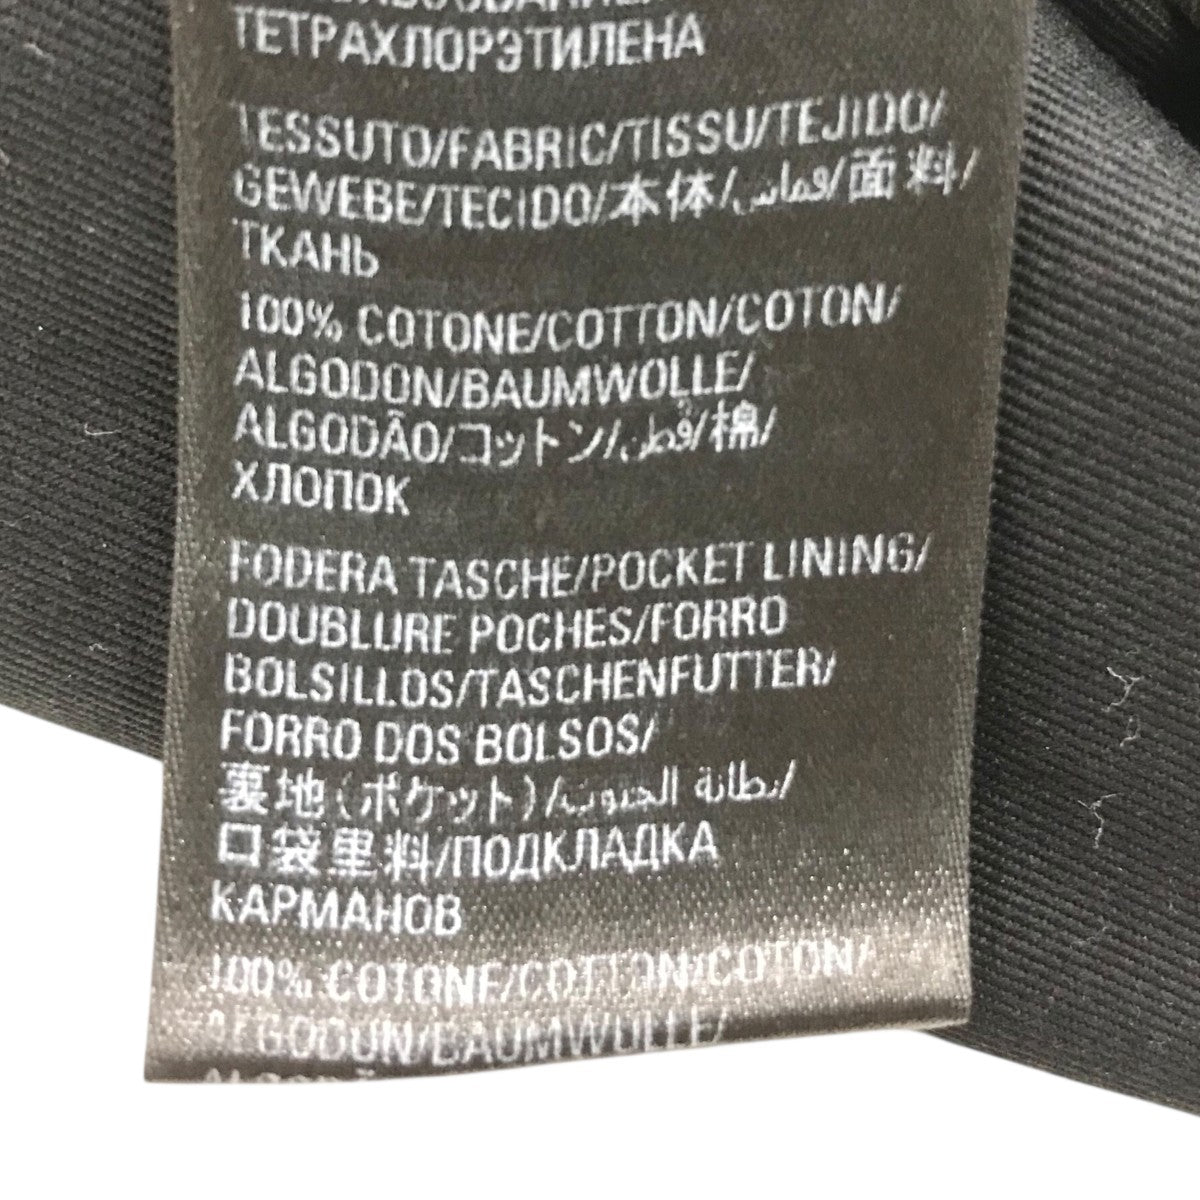 ТЕТРАХЛОРЭТИЛЕНА
TESSUTO/FABRIC/TISSU/TEJIDO/
GEWEBE/TECIDO/本体/قماش/面料/
ТКАНЬ
100% COTONE/COTTON/COTON/
ALGODON/BAUMWOLLE/
ALGODÃO/コットン/قطن/棉/
ХЛОПОК
FODERA TASCHE/POCKET LINING/
DOUBLURE POCHES/FORRO
BOLSILLOS/TASCHENFUTTER/
FORRO DOS BOLSOS/
裏地(ポケット)/بطانة الجيوب/
口袋里料/ПОДКЛАДКА
КАРМАНОВ
100% COTONE/COTTON/COTON/
ALGODON/BAUMWOLLE/